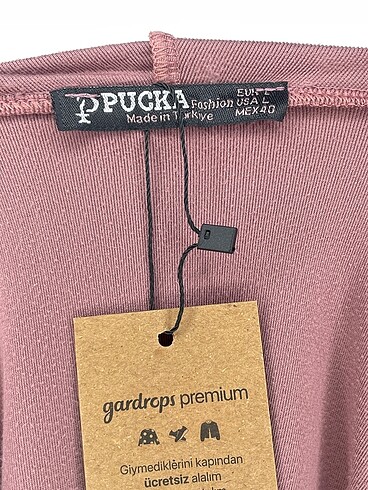 PUCKA Fashion
Made in Türkiye
EUR L
USA L
MEX 40
gardrops premium
Giymediklerini kapından
ücretsiz alalım